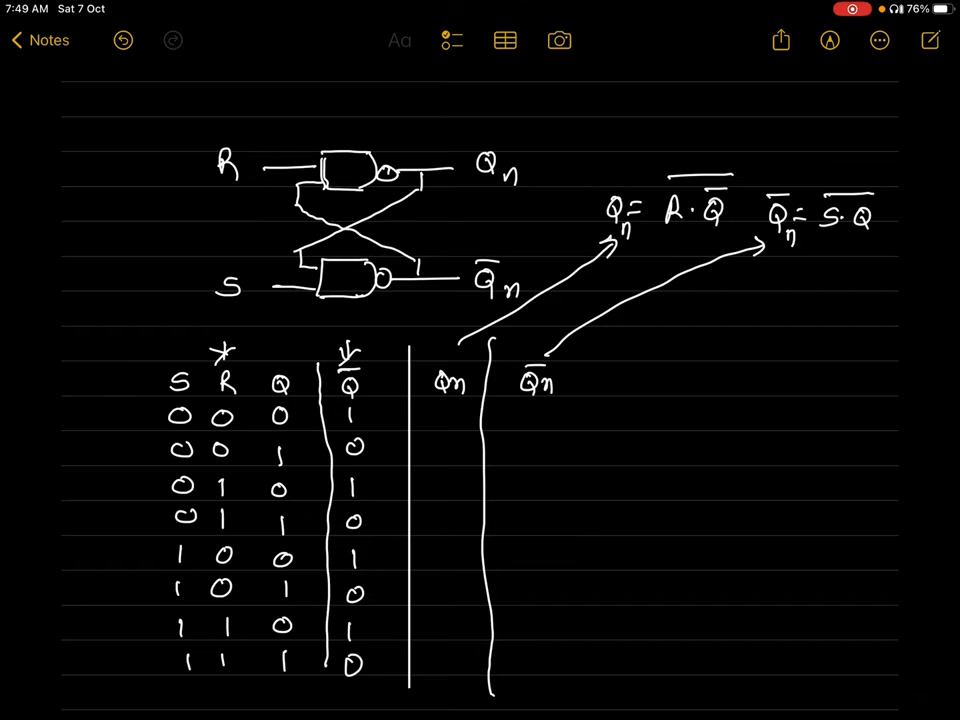 7:49 AM Sat 7 Oct
76%
Notes
Aa
R Qn
Qn = R · Q̅ Q̅n = S · Q
S Q̅n
S R Q Q̅ Qn Q̅n
0 0 0 1
0 0 1 0
0 1 0 1
0 1 1 0
1 0 0 1
1 0 1 0
1 1 0 1
1 1 1 0